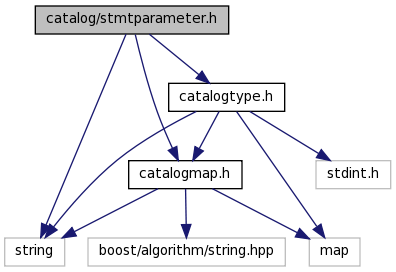 catalog/stmtparameter.h
catalogtype.h
catalogmap.h
stdint.h
string
boost/algorithm/string.hpp
map